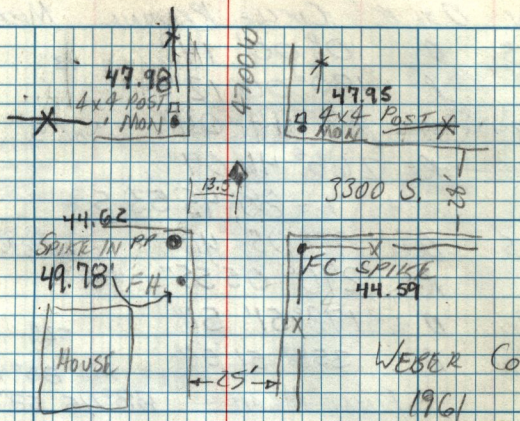 4700 W
47.98
4x4 POST
MON
47.95
4x4 POST
MON
13.5
3300 S.
44.62
SPIKE IN PP
49.78
FH
FC SPIKE
44.59
HOUSE
25'
WEBER CO
1961